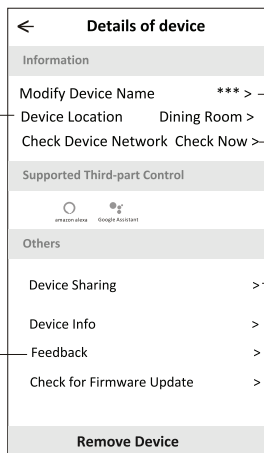 ← Details of device
Information
Modify Device Name *** >
Device Location Dining Room >
Check Device Network Check Now >
Supported Third-part Control
amazon alexa Google Assistant
Others
Device Sharing >
Device Info >
Feedback >
Check for Firmware Update >
Remove Device